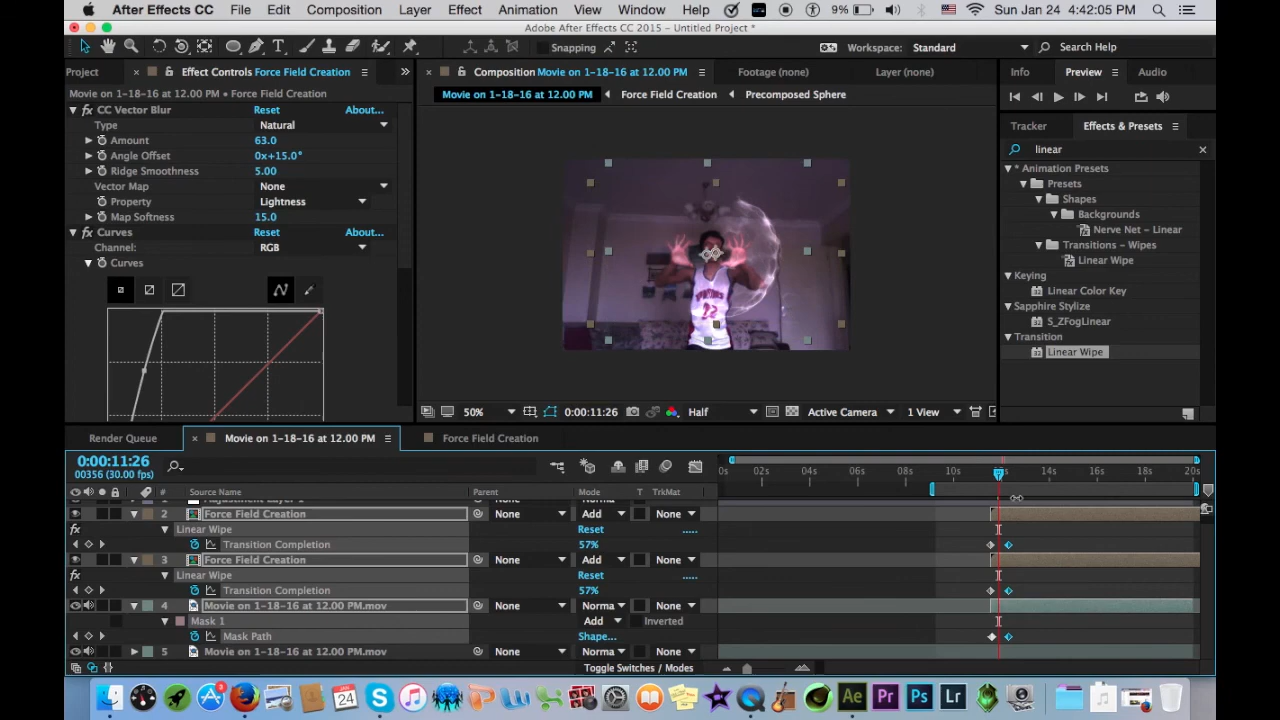 After Effects CC File Edit Composition Layer Effect Animation View Window Help 9% Sun Jan 24 4:42:05 PM
Adobe After Effects CC 2015 - Untitled Project *
Snapping Workspace: Standard Search Help
Project Effect Controls Force Field Creation Composition Movie on 1-18-16 at 12.00 PM Footage (none) Layer (none) Info Preview Audio
Movie on 1-18-16 at 12.00 PM • Force Field Creation Movie on 1-18-16 at 12.00 PM Force Field Creation Precomposed Sphere
fx CC Vector Blur Reset About...
Type Natural Tracker Effects & Presets
Amount 63.0 linear
Angle Offset 0x+15.0° * Animation Presets
Ridge Smoothness 5.00 Presets
Vector Map None Shapes
Property Lightness Backgrounds
Map Softness 15.0 Nerve Net – Linear
fx Curves Reset About... Transitions – Wipes
Channel: RGB Linear Wipe
Curves Keying
Linear Color Key
Sapphire Stylize
S_ZFogLinear
Transition
Linear Wipe
50% 0:00:11:26 Half Active Camera 1 View
Render Queue Movie on 1-18-16 at 12.00 PM Force Field Creation
0:00:11:26
00356 (30.00 fps) 0s 02s 04s 06s 08s 10s 14s 16s 18s 20s
# Source Name Parent Mode T TrkMat
2 Force Field Creation None Add None
fx Linear Wipe Reset .....
Transition Completion 57%
3 Force Field Creation None Add None
fx Linear Wipe Reset .....
Transition Completion 57%
4 Movie on 1-18-16 at 12.00 PM.mov None Norma None
Mask 1 Add Inverted
Mask Path Shape...
5 Movie on 1-18-16 at 12.00 PM.mov None Norma None
Toggle Switches / Modes
3 24 Ae Pr Ps Lr